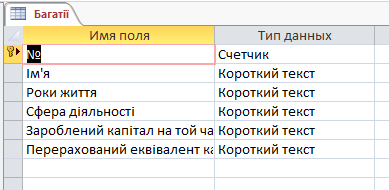 Багатії
Имя поля Тип данных
№ Счетчик
Ім'я Короткий текст
Роки життя Короткий текст
Сфера діяльності Короткий текст
Зароблений капітал на той ча Короткий текст
Перерахований еквівалент ка Короткий текст